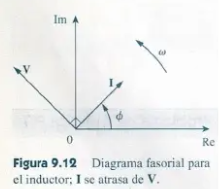 Im
ω
V
I
ϕ
0
Re
Figura 9.12 Diagrama fasorial para
el inductor; I se atrasa de V.